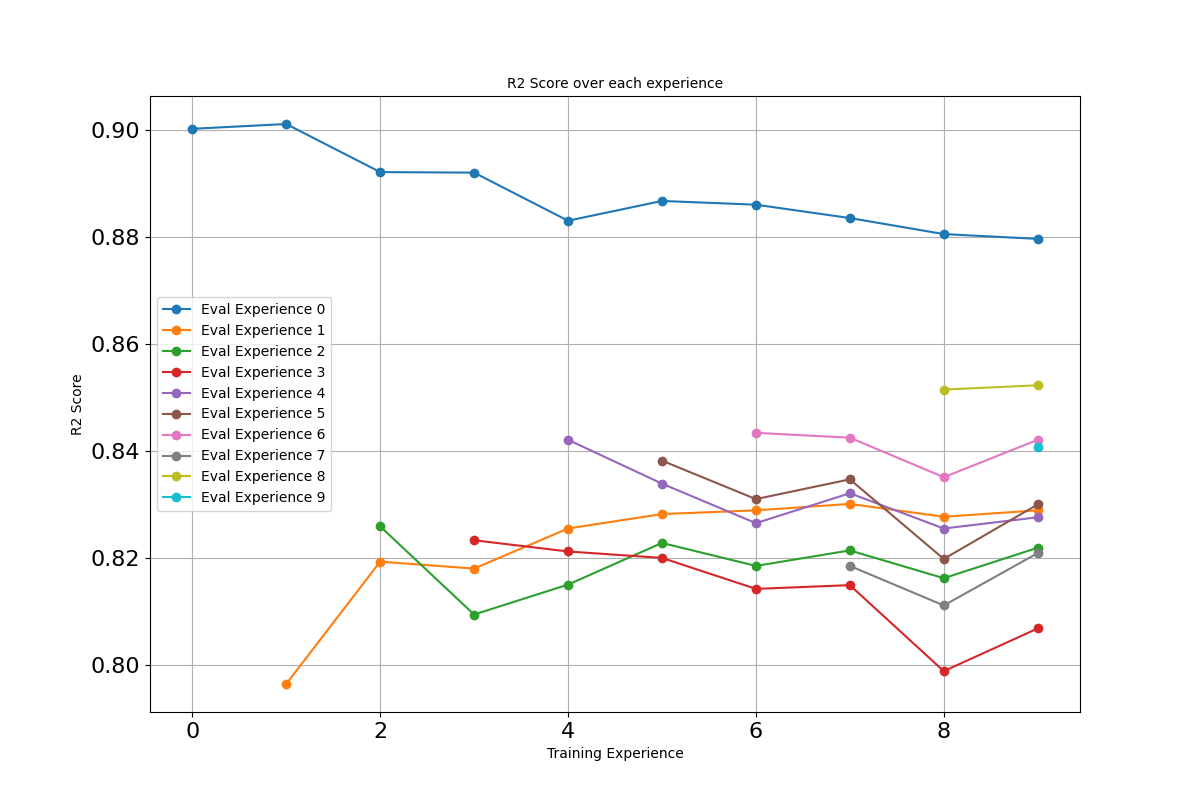 R2 Score over each experience
0.90
0.88
0.86
0.84
0.82
0.80
R2 Score
Eval Experience 0
Eval Experience 1
Eval Experience 2
Eval Experience 3
Eval Experience 4
Eval Experience 5
Eval Experience 6
Eval Experience 7
Eval Experience 8
Eval Experience 9
0 2 4 6 8
Training Experience